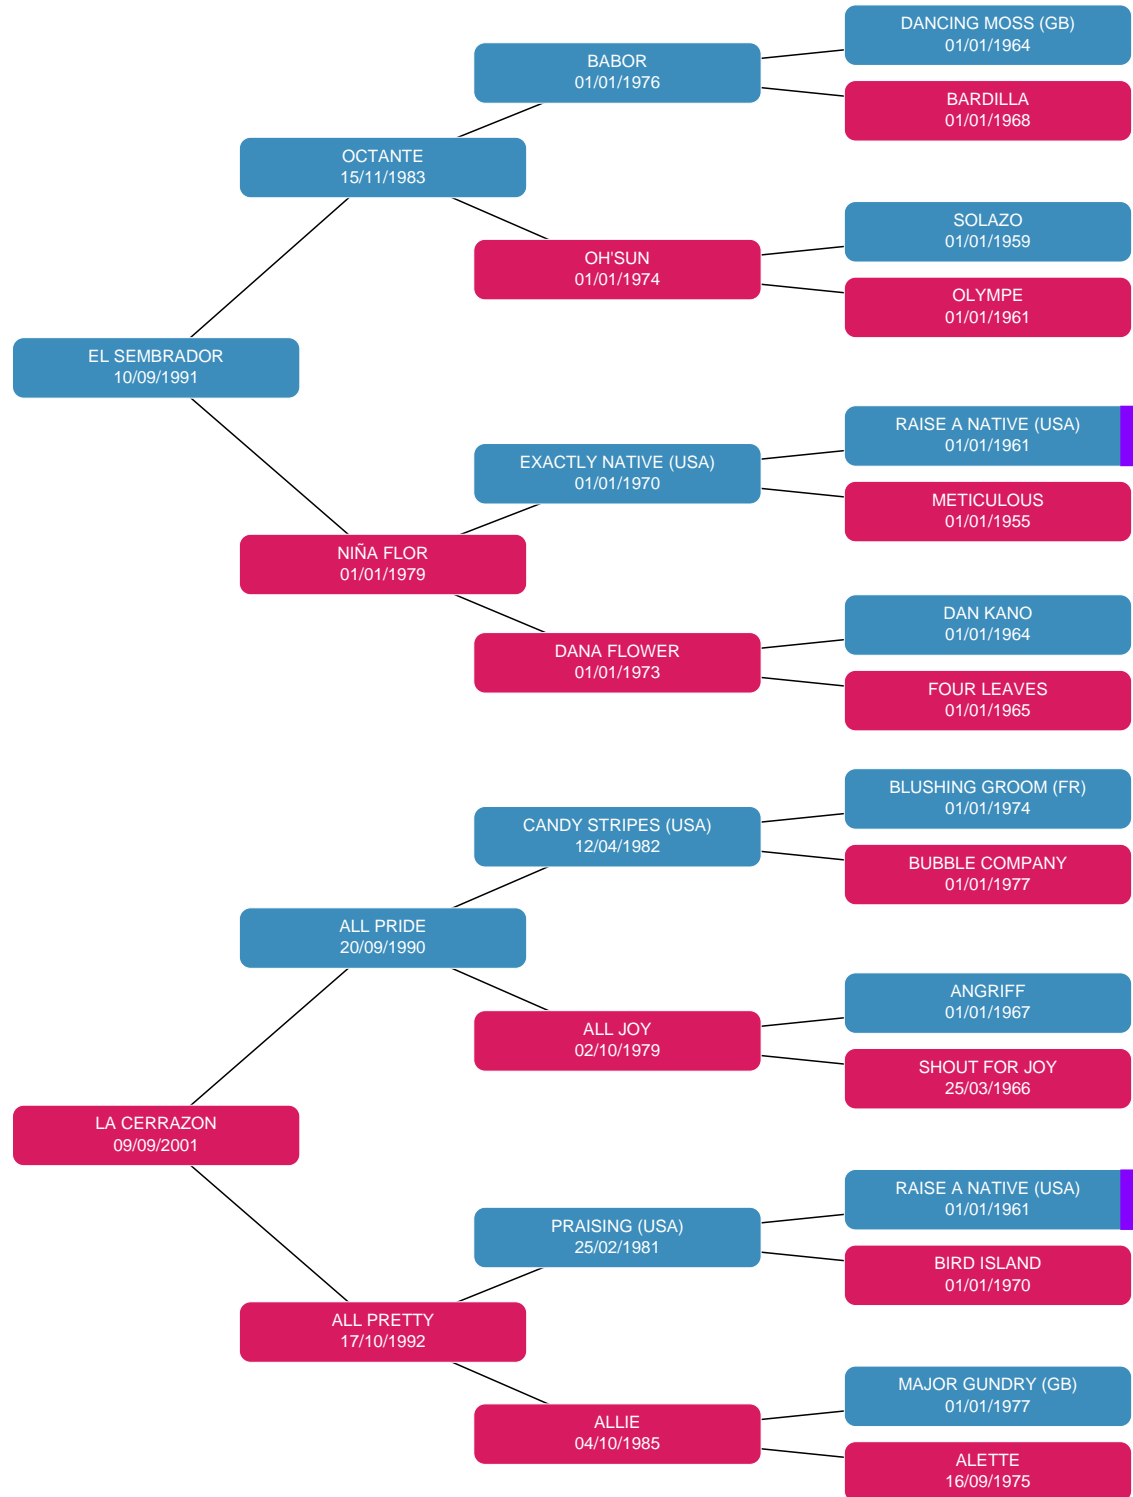 DANCING MOSS (GB)
01/01/1964
BABOR
01/01/1976
BARDILLA
01/01/1968
OCTANTE
15/11/1983
SOLAZO
01/01/1959
OH'SUN
01/01/1974
OLYMPE
01/01/1961
EL SEMBRADOR
10/09/1991
RAISE A NATIVE (USA)
01/01/1961
EXACTLY NATIVE (USA)
01/01/1970
METICULOUS
01/01/1955
NIÑA FLOR
01/01/1979
DAN KANO
01/01/1964
DANA FLOWER
01/01/1973
FOUR LEAVES
01/01/1965
BLUSHING GROOM (FR)
01/01/1974
CANDY STRIPES (USA)
12/04/1982
BUBBLE COMPANY
01/01/1977
ALL PRIDE
20/09/1990
ANGRIFF
01/01/1967
ALL JOY
02/10/1979
SHOUT FOR JOY
25/03/1966
LA CERRAZON
09/09/2001
RAISE A NATIVE (USA)
01/01/1961
PRAISING (USA)
25/02/1981
BIRD ISLAND
01/01/1970
ALL PRETTY
17/10/1992
MAJOR GUNDRY (GB)
01/01/1977
ALLIE
04/10/1985
ALETTE
16/09/1975